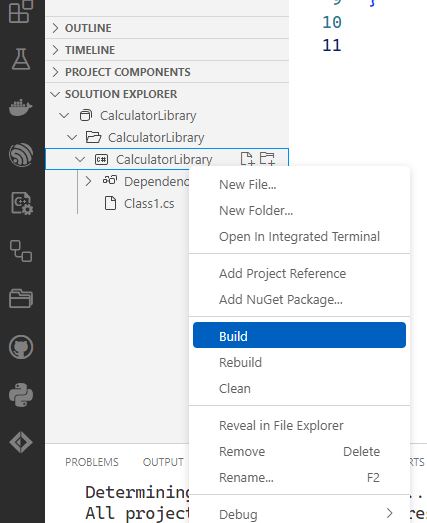 9 }
10
11
OUTLINE
TIMELINE
PROJECT COMPONENTS
SOLUTION EXPLORER
CalculatorLibrary
CalculatorLibrary
C# CalculatorLibrary
Dependenc
Class1.cs
New File...
New Folder...
Open In Integrated Terminal
Add Project Reference
Add NuGet Package...
Build
Rebuild
Clean
Reveal in File Explorer
Remove Delete
Rename... F2
Debug
PROBLEMS OUTPUT RTS
Determining ..
All project res